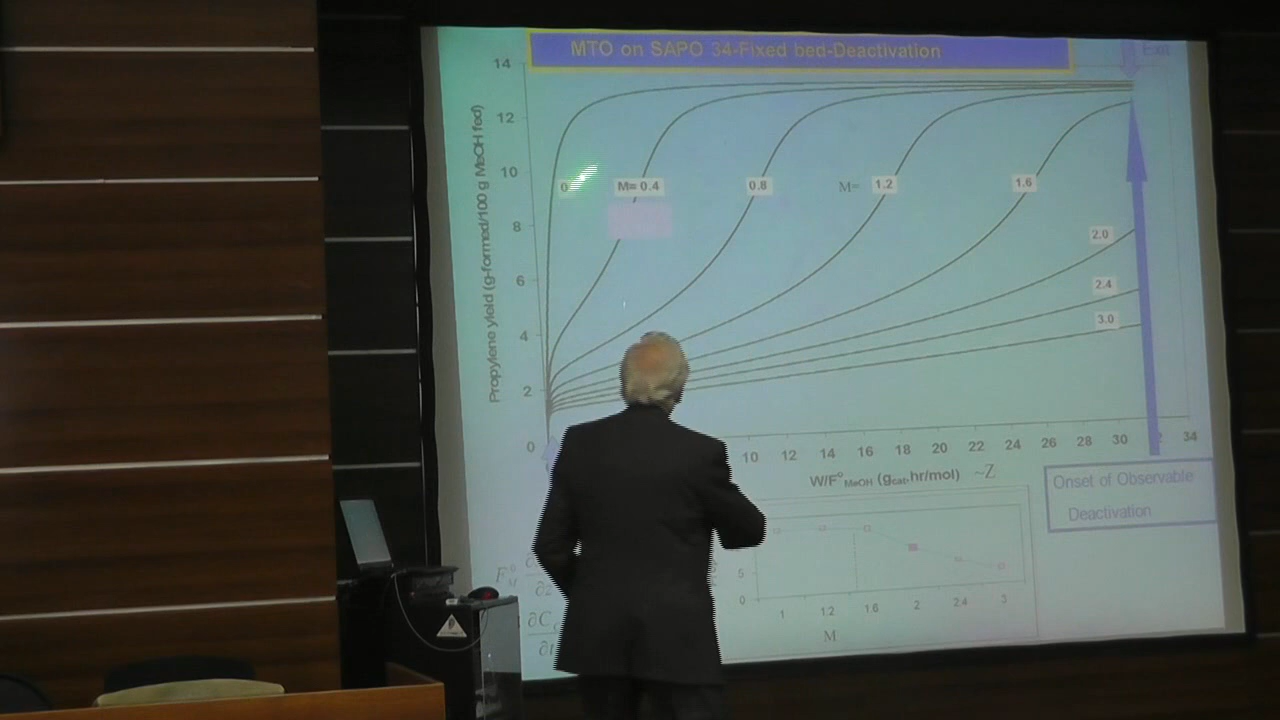 MTO on SAPO 34-Fixed bed-Deactivation
Exit
Propylene yield (g-formed/100 g MeOH fed)
14
12
10
8
6
4
2
0
0
M= 0.4
0.8
M= 1.2
1.6
2.0
2.4
3.0
10 12 14 16 18 20 22 24 26 28 30 34
W/F°MeOH (gcat.hr/mol) ~Z
Onset of Observable
Deactivation
5
0
1 1.2 1.6 2 2.4 3
M